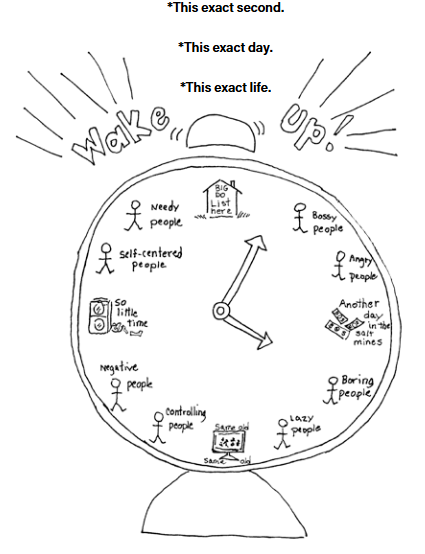 *This exact second.
*This exact day.
*This exact life.
Wake up!
BIG
DO
List
here
Needy
people
Bossy
people
Self-centered
people
Angry
people
so
little
time
Another
day
in the
salt
mines
Negative
people
Boring
people
Controlling
people
Lazy
people
Same old
same old